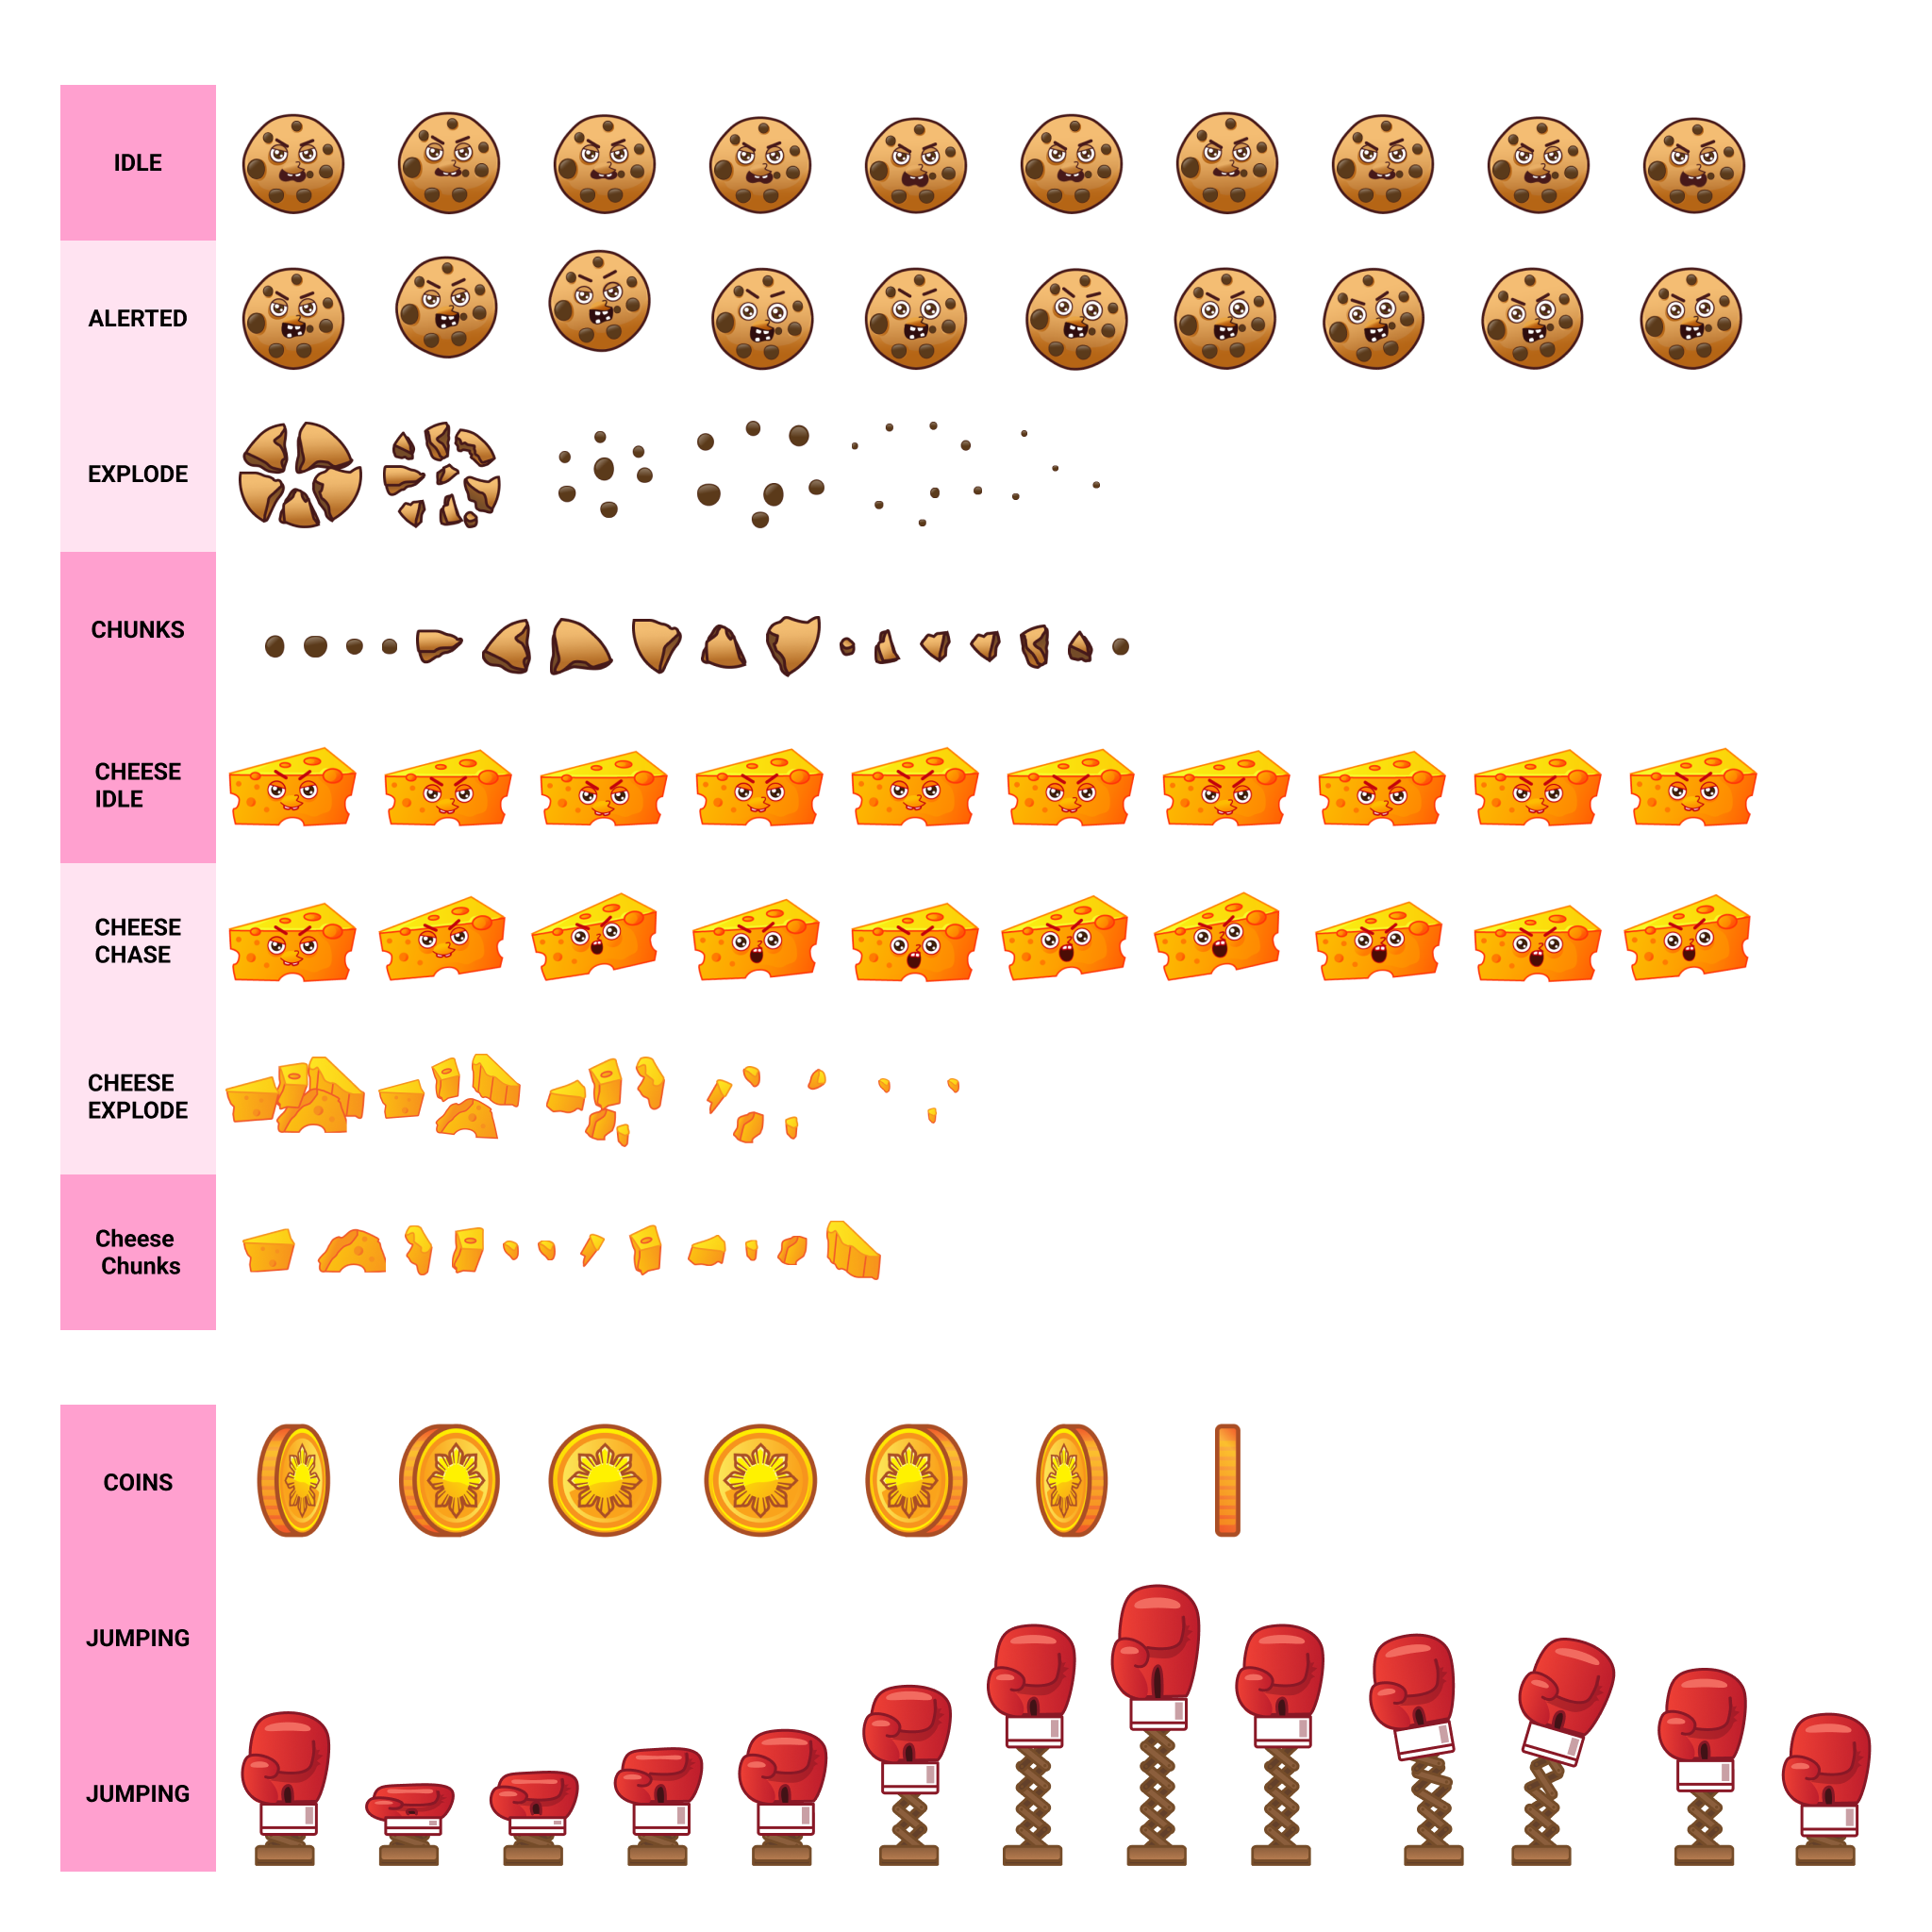 IDLE
ALERTED
EXPLODE
CHUNKS
CHEESE
IDLE
CHEESE
CHASE
CHEESE
EXPLODE
Cheese
Chunks
COINS
JUMPING
JUMPING